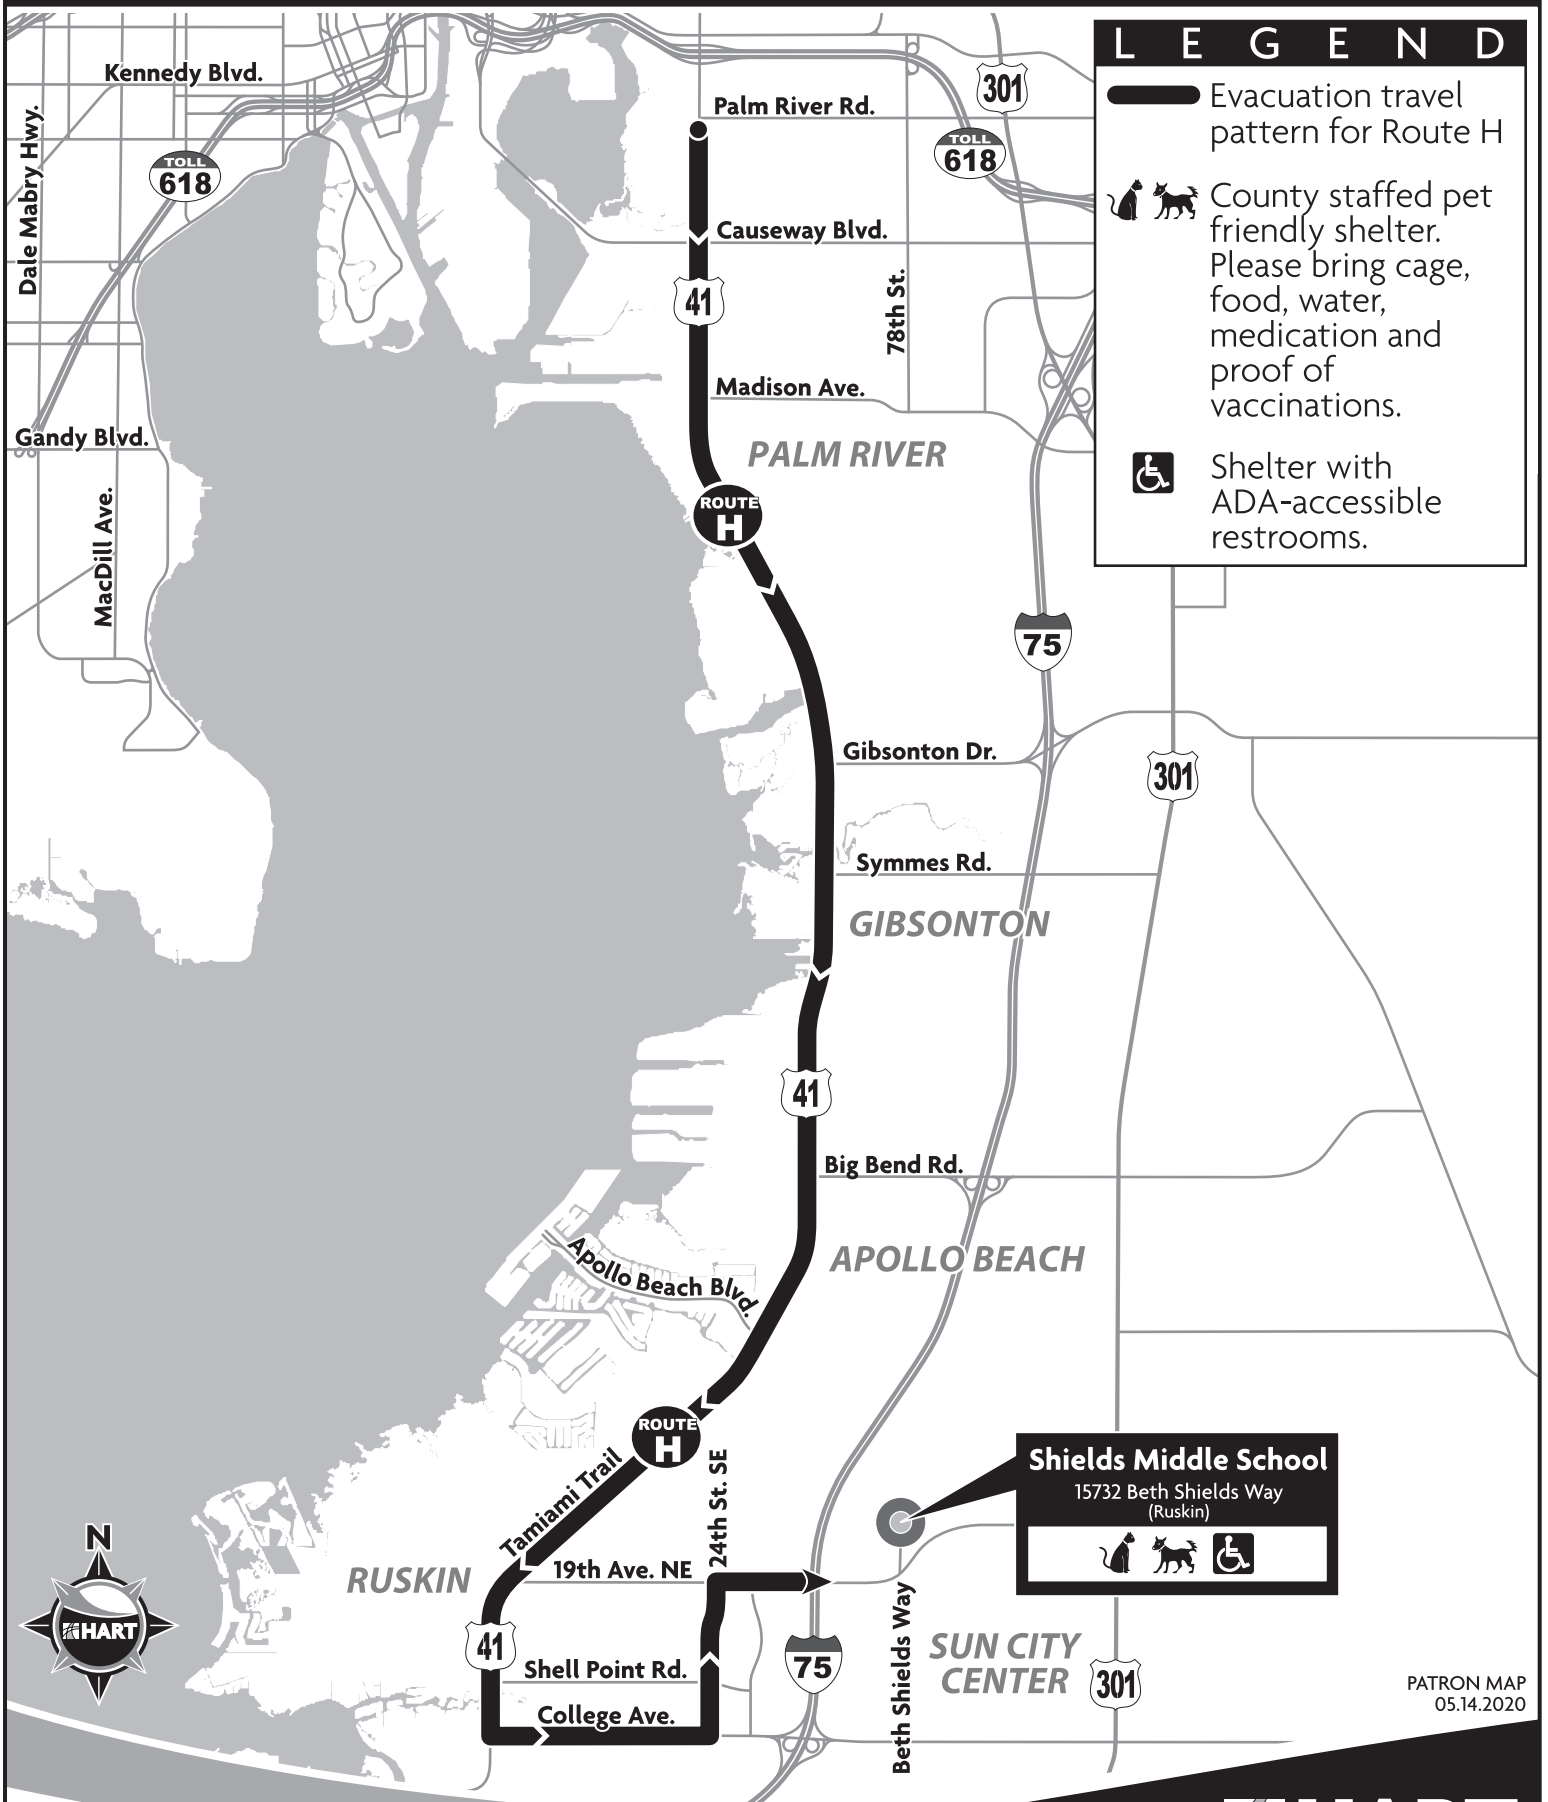 L E G E N D
Evacuation travel
pattern for Route H
County staffed pet
friendly shelter.
Please bring cage,
food, water,
medication and
proof of
vaccinations.
Shelter with
ADA-accessible
restrooms.
Kennedy Blvd.
301
Palm River Rd.
Dale Mabry Hwy.
TOLL
618
TOLL
618
Causeway Blvd.
41
78th St.
Madison Ave.
Gandy Blvd.
PALM RIVER
MacDill Ave.
ROUTE
H
75
Gibsonton Dr.
301
Symmes Rd.
GIBSONTON
41
Big Bend Rd.
APOLLO BEACH
Apollo Beach Blvd.
ROUTE
H
Tamiami Trail
24th St. SE
Shields Middle School
15732 Beth Shields Way
(Ruskin)
N
HART
RUSKIN
19th Ave. NE
41
Shell Point Rd.
College Ave.
75
Beth Shields Way
SUN CITY
CENTER
301
PATRON MAP
05.14.2020
HART